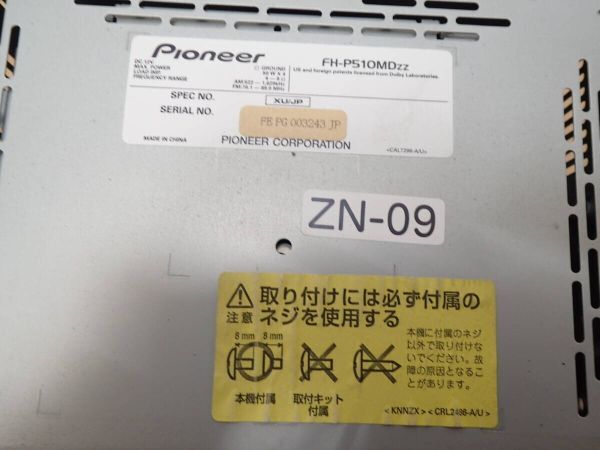 Pioneer
FH-P510MDzz
DC 12V
GROUND
MAX. POWER
50 W x 4
FREQUENCY RANGE
US and foreign patents licensed from Dolby Laboratories.
SPEC NO.
XU/JP
SERIAL NO.
FE PG 003243 JP
MADE IN CHINA
PIONEER CORPORATION
ZN-09
注意
取り付けには必ず付属の
ネジを使用する
8 mm 8 mm
本機付属
取付キット
付属
本機に付属のネジ
以外で取り付けな
いでください。故
障の原因となるこ
とがあります。
<KNNZX> <CRL2498-A/U>